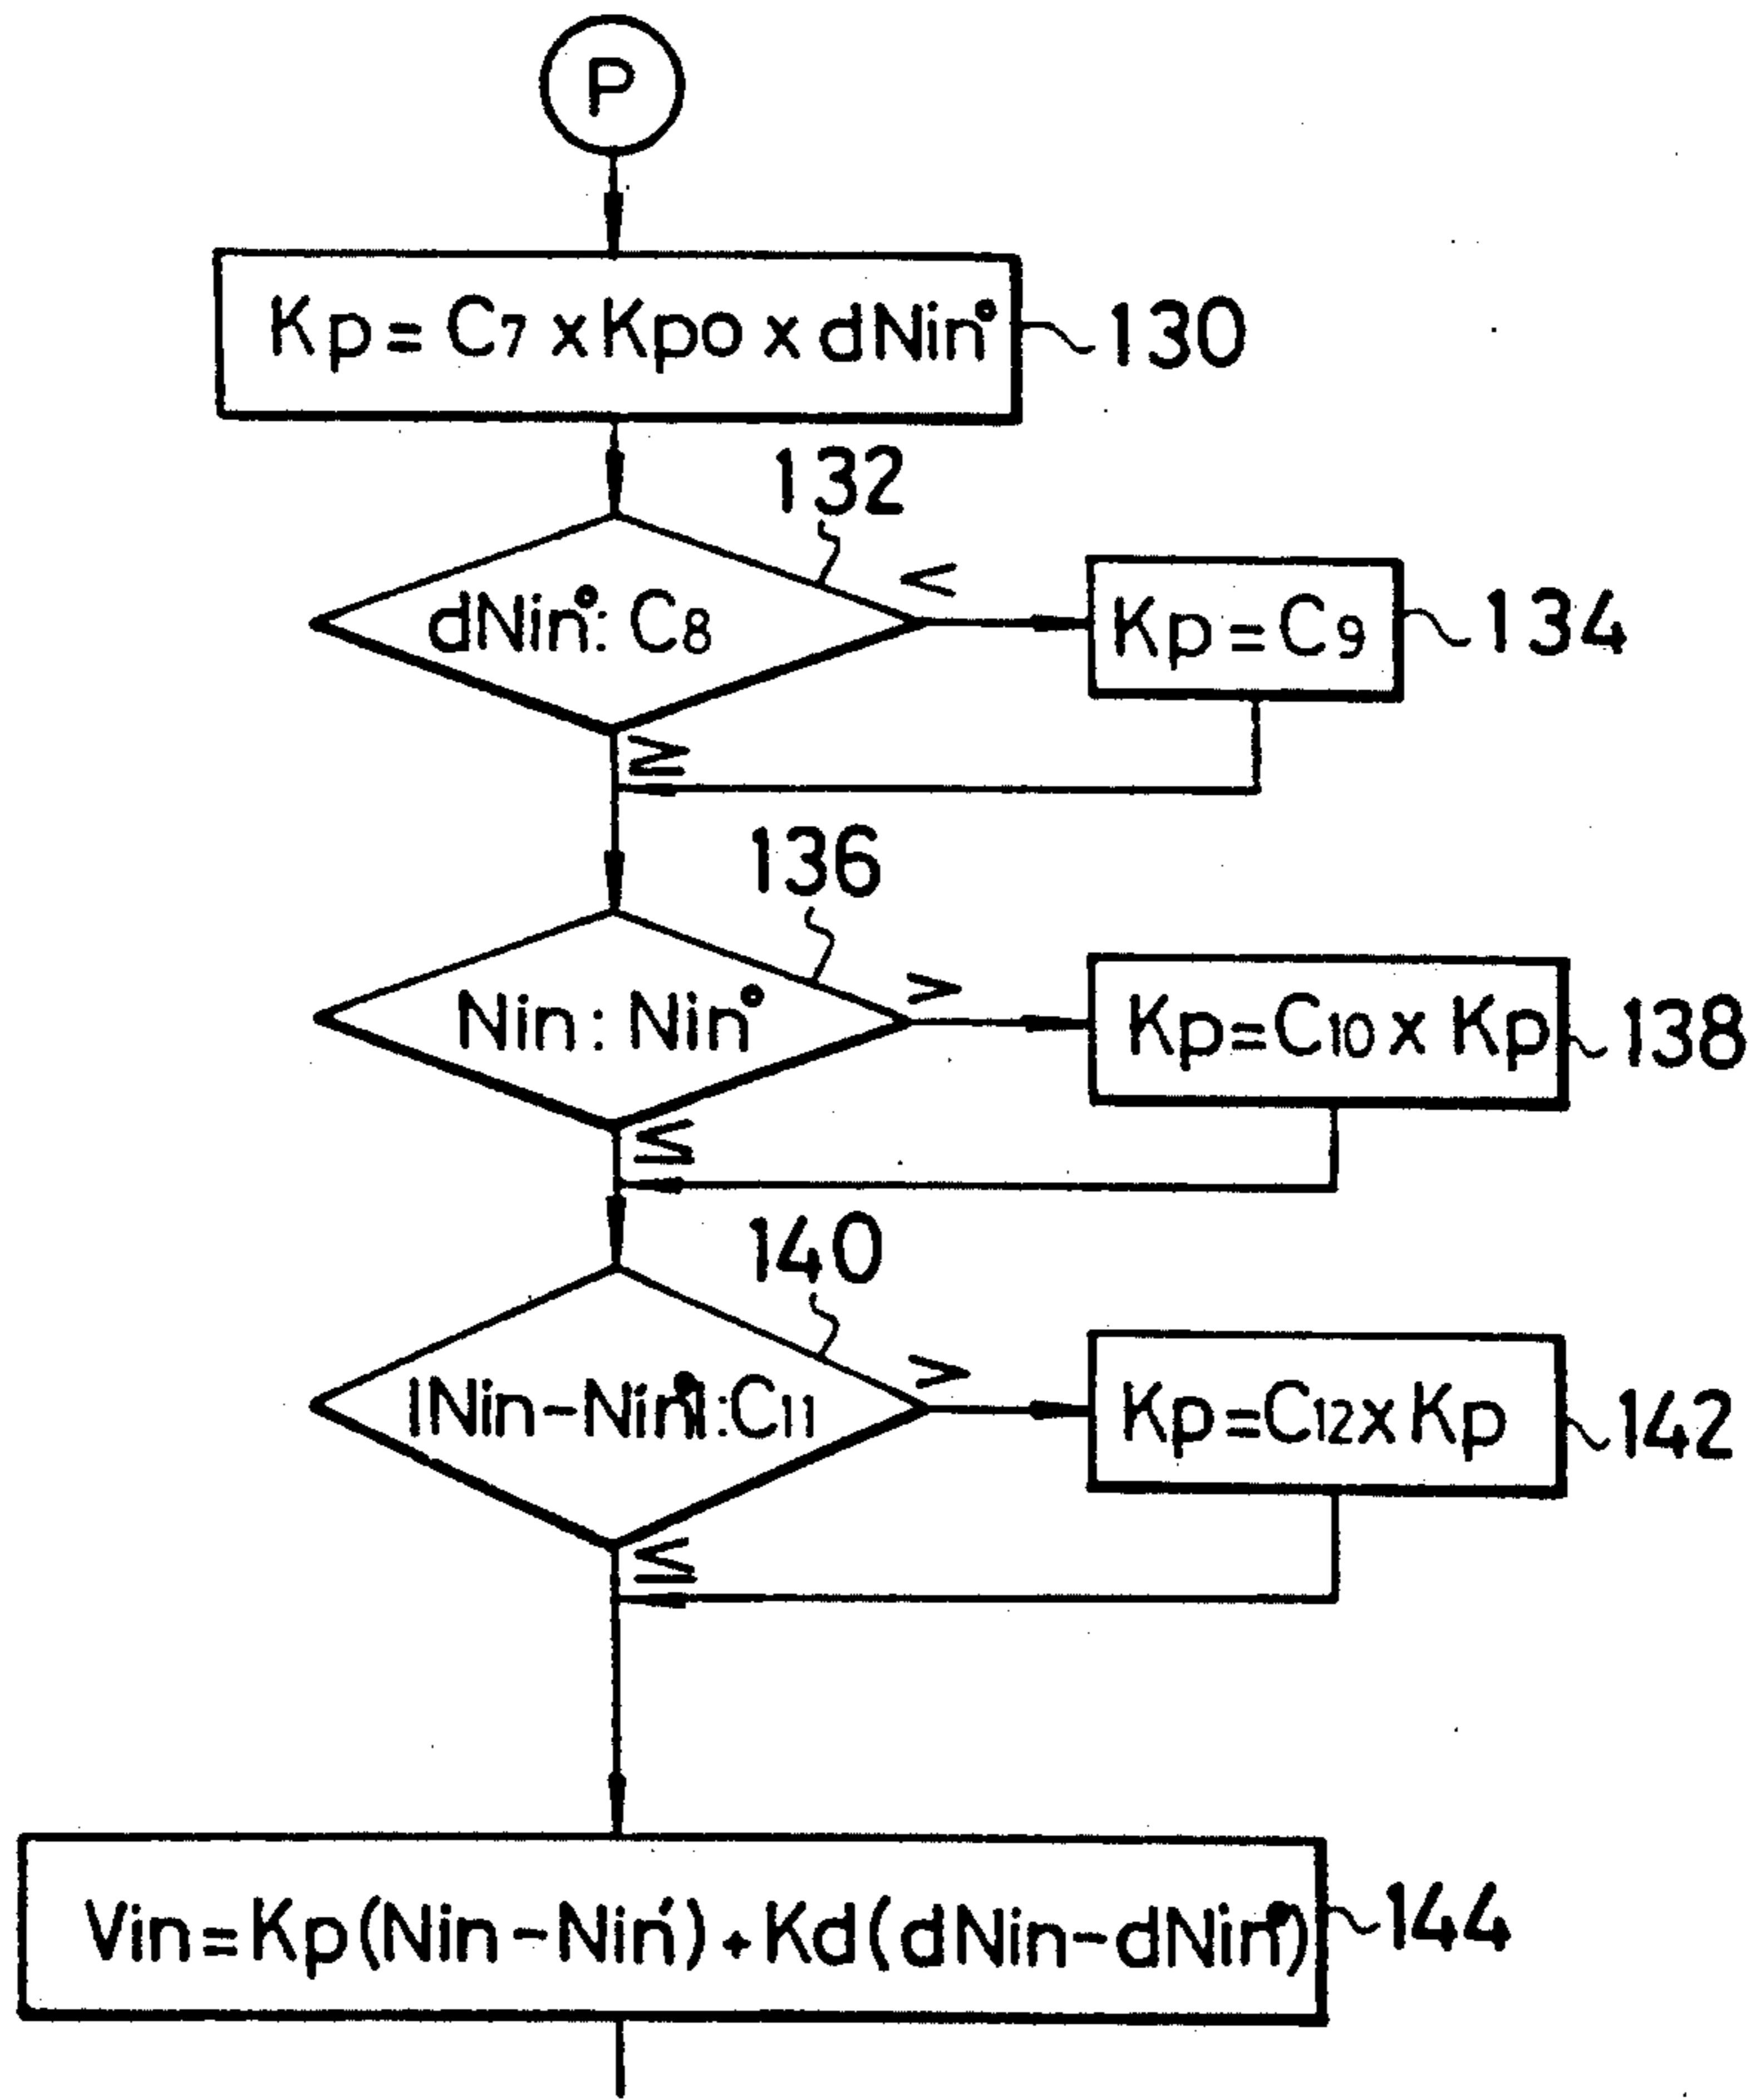 P
Kp = C7 x Kpo x dNin° 130
132
dNin° : C8 <
Kp = C9 134
≥
136
Nin : Nin° >
Kp = C10 x Kp 138
≤
140
|Nin - Nin°| : C11 >
Kp = C12 x Kp 142
≤
Vin = Kp (Nin - Nin') + Kd (dNin - dNin°) 144